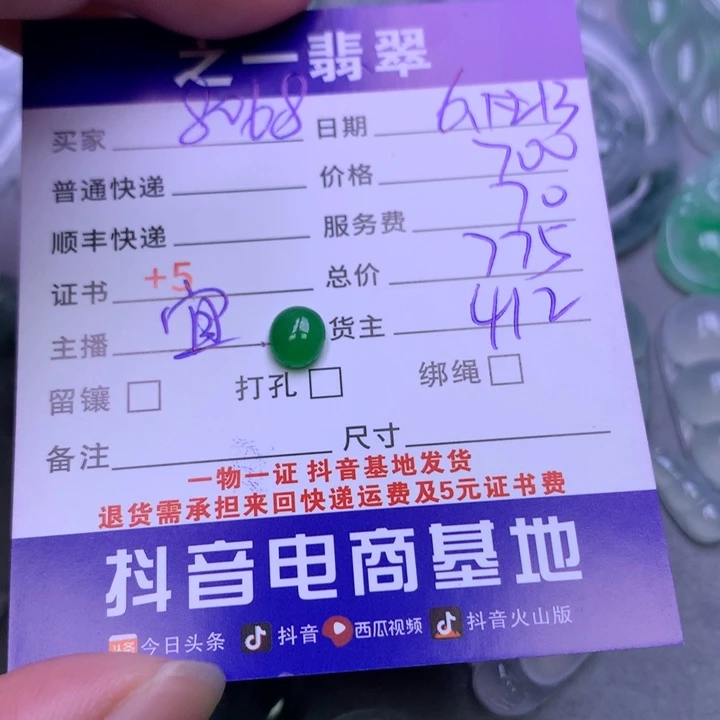 之一翡翠
买家 8068 日期
普通快递 价格 700
顺丰快递 服务费 70
证书 +5 总价 775
主播 宜 货主 412
留镶 打孔 绑绳
备注 尺寸
一物一证 抖音基地发货
退货需承担来回快递运费及5元证书费
抖音电商基地
头条 今日头条 抖音 西瓜视频 抖音火山版